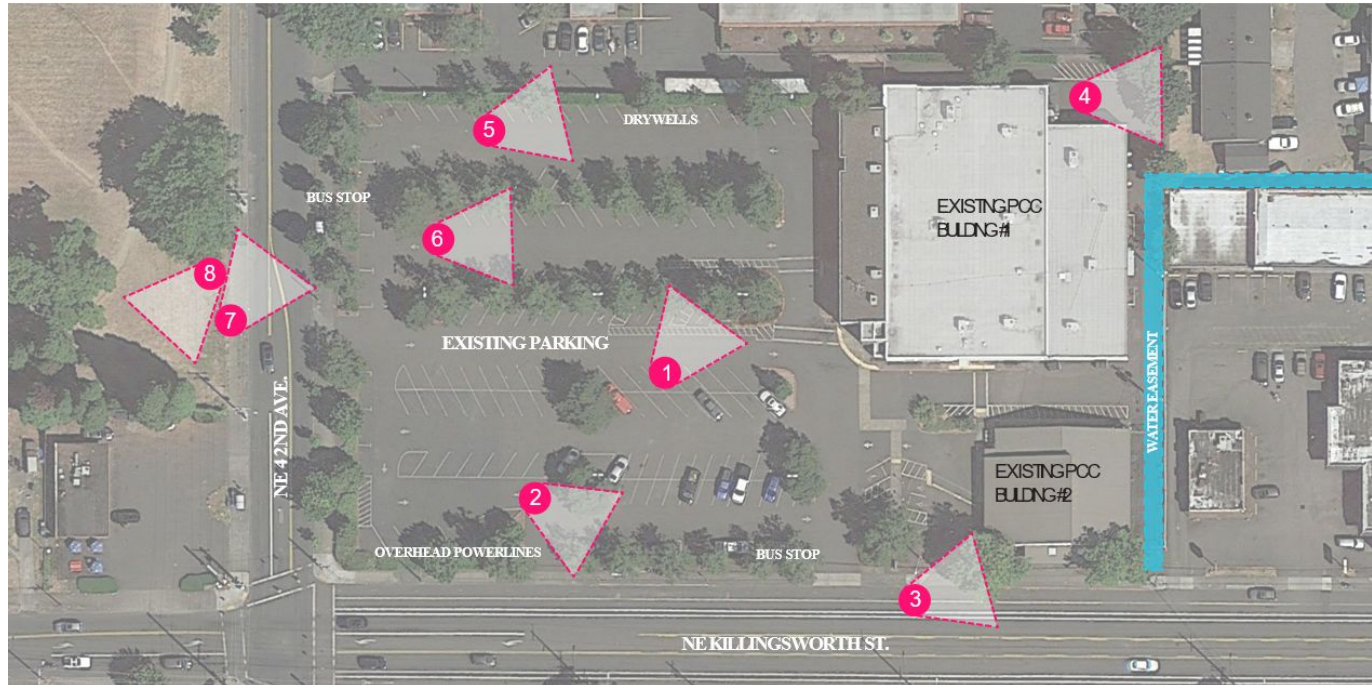 4
5
DRYWELLS
BUS STOP
EXISTING PCC
BUILDING #1
6
8
7
EXISTING PARKING
1
WATER EASEMENT
NE 42ND AVE.
EXISTING PCC
BUILDING #2
2
OVERHEAD POWERLINES
BUS STOP
3
NE KILLINGSWORTH ST.